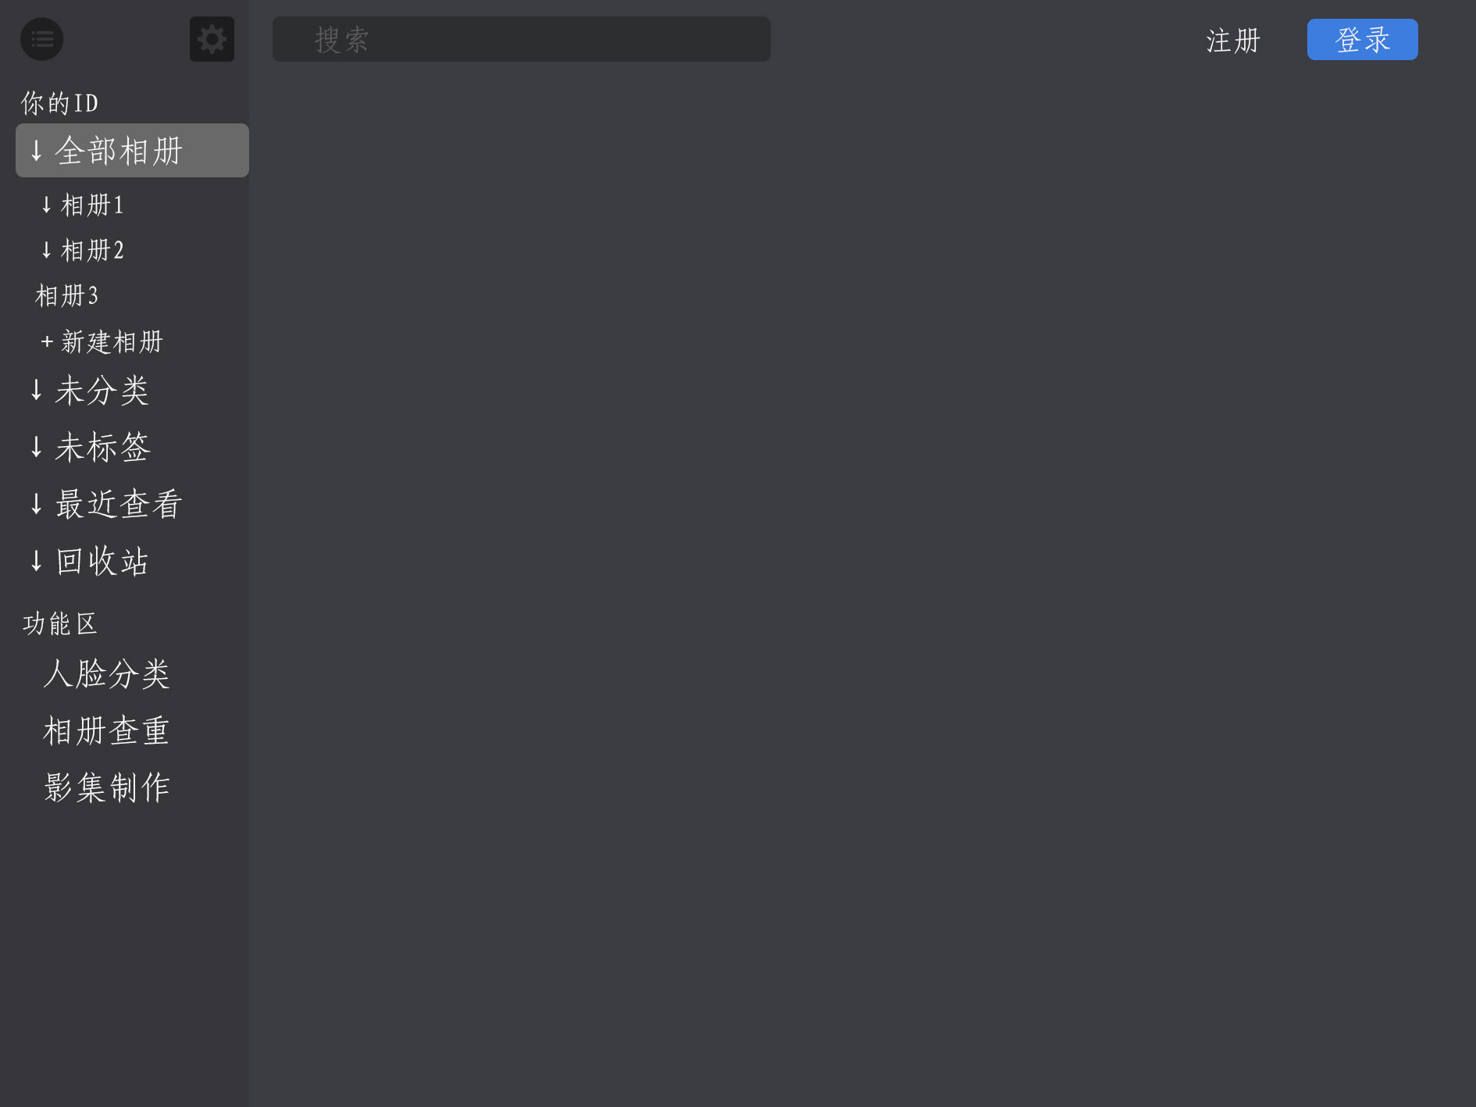 搜索
注册
登录
你的ID
↓ 全部相册
↓ 相册1
↓ 相册2
相册3
+ 新建相册
↓ 未分类
↓ 未标签
↓ 最近查看
↓ 回收站
功能区
人脸分类
相册查重
影集制作